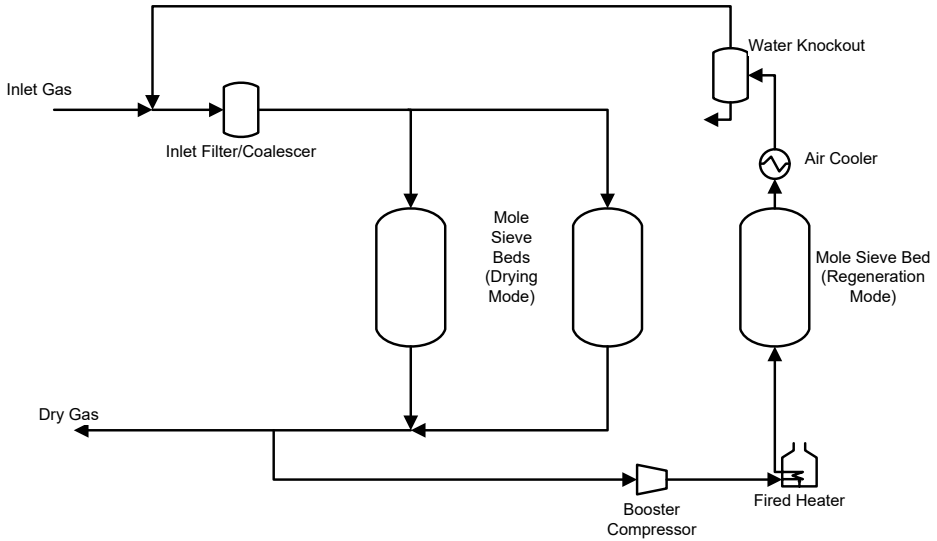 Water Knockout
Inlet Gas
Inlet Filter/Coalescer
Air Cooler
Mole
Sieve
Beds
(Drying
Mode)
Mole Sieve Bed
(Regeneration
Mode)
Dry Gas
Fired Heater
Booster
Compressor